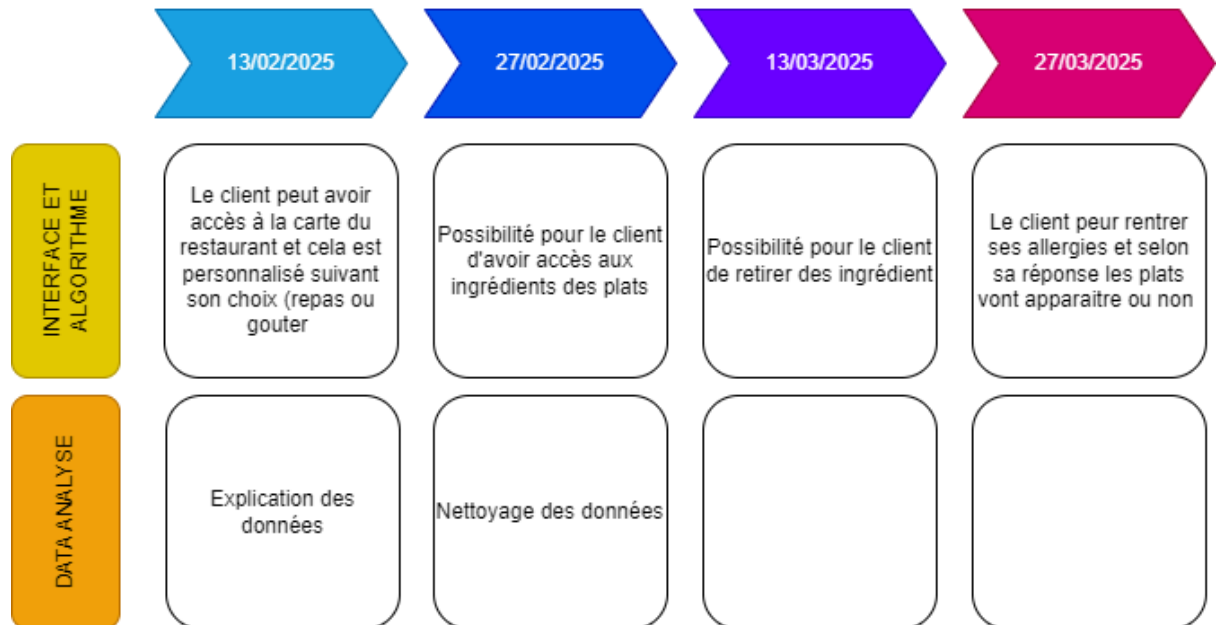 13/02/2025
27/02/2025
13/03/2025
27/03/2025
INTERFACE ET
ALGORITHME
Le client peut avoir
accès à la carte du
restaurant et cela est
personnalisé suivant
son choix (repas ou
gouter
Possibilité pour le client
d'avoir accès aux
ingrédients des plats
Possibilité pour le client
de retirer des ingrédient
Le client peur rentrer
ses allergies et selon
sa réponse les plats
vont apparaitre ou non
DATA ANALYSE
Explication des
données
Nettoyage des données